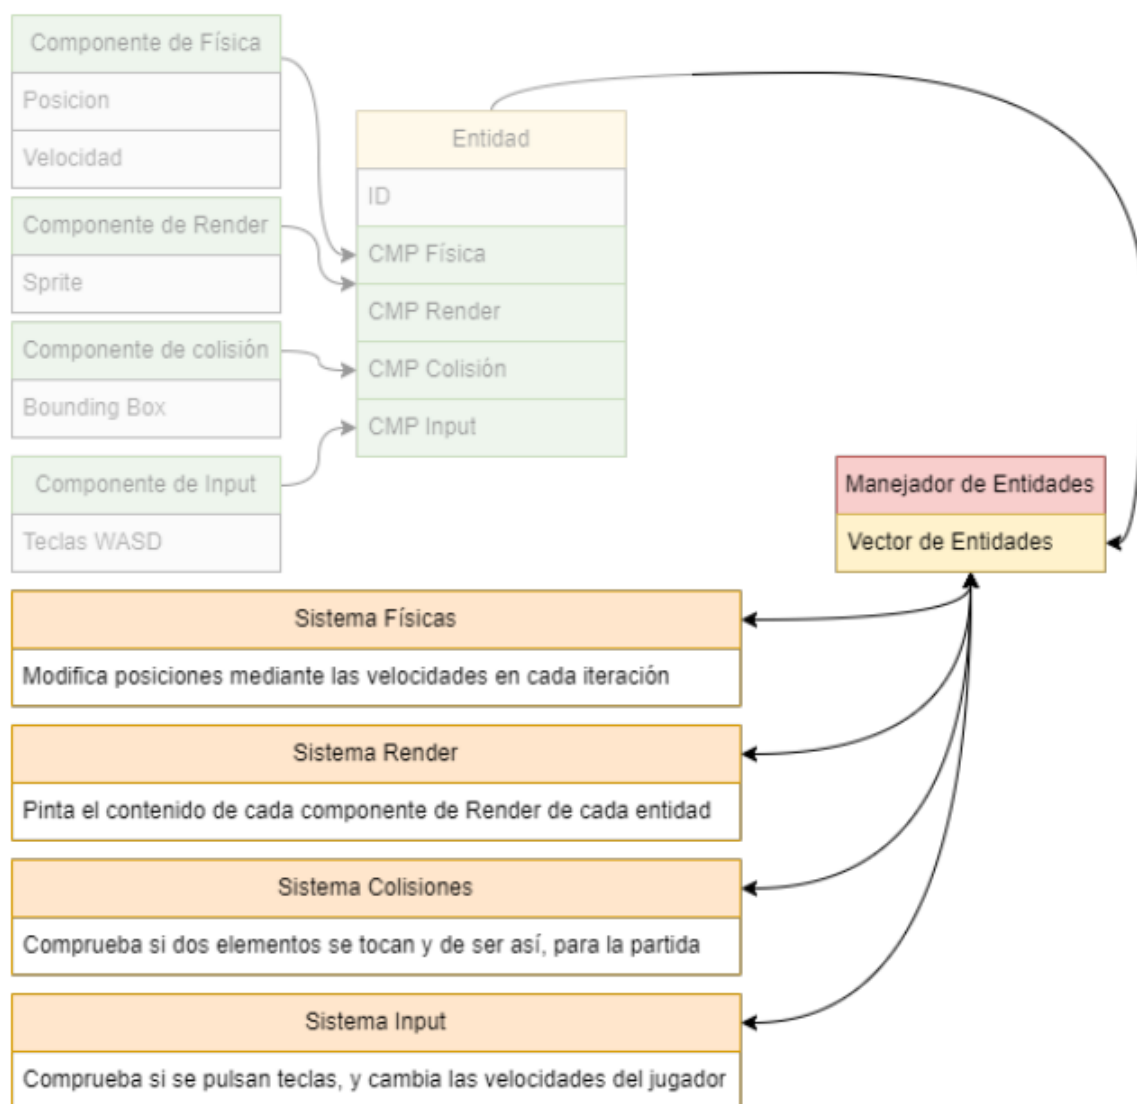 Componente de Física
Posicion
Velocidad
Componente de Render
Sprite
Componente de colisión
Bounding Box
Componente de Input
Teclas WASD
Entidad
ID
CMP Física
CMP Render
CMP Colisión
CMP Input
Manejador de Entidades
Vector de Entidades
Sistema Físicas
Modifica posiciones mediante las velocidades en cada iteración
Sistema Render
Pinta el contenido de cada componente de Render de cada entidad
Sistema Colisiones
Comprueba si dos elementos se tocan y de ser así, para la partida
Sistema Input
Comprueba si se pulsan teclas, y cambia las velocidades del jugador